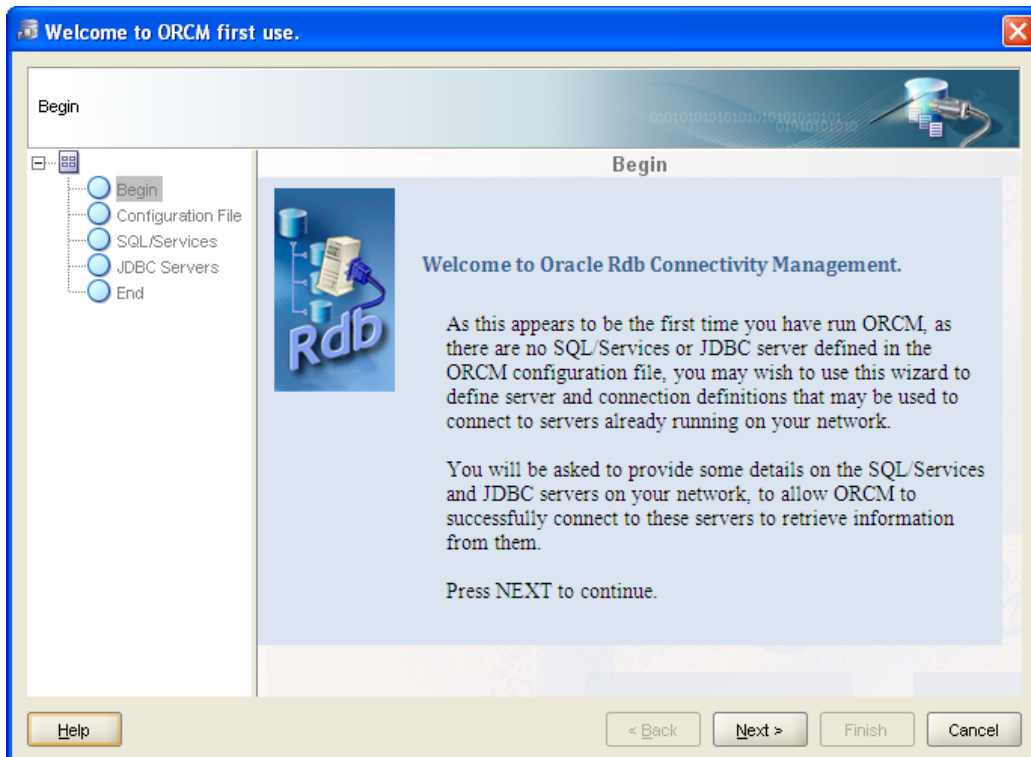 Welcome to ORCM first use.
Begin
010101010101010101010101
01010101010
Begin
Configuration File
SQL/Services
JDBC Servers
End
Begin
Rdb
Welcome to Oracle Rdb Connectivity Management.
As this appears to be the first time you have run ORCM, as
there are no SQL/Services or JDBC server defined in the
ORCM configuration file, you may wish to use this wizard to
define server and connection definitions that may be used to
connect to servers already running on your network.
You will be asked to provide some details on the SQL/Services
and JDBC servers on your network, to allow ORCM to
successfully connect to these servers to retrieve information
from them.
Press NEXT to continue.
Help
< Back
Next >
Finish
Cancel